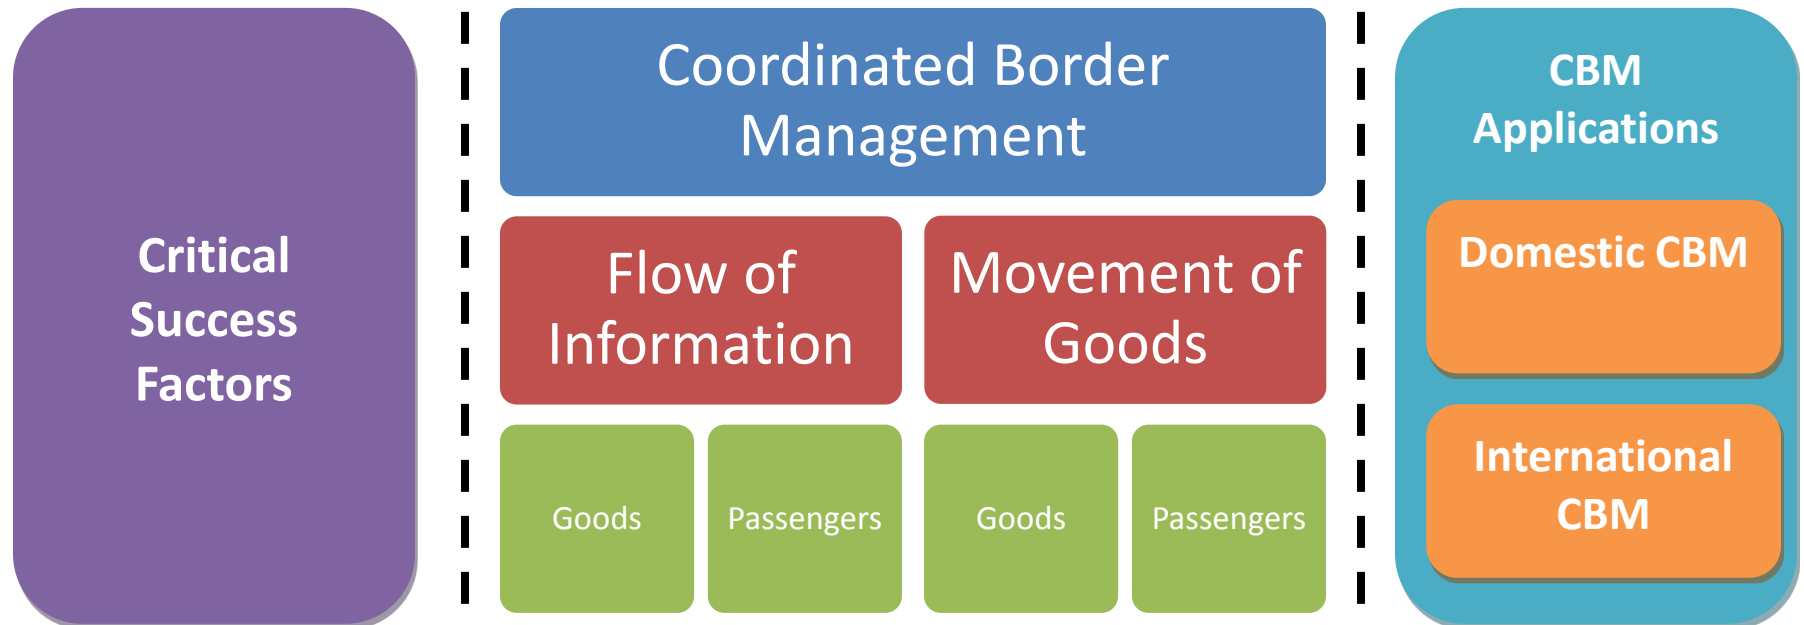 Critical
Success
Factors
Coordinated Border
Management
Flow of
Information
Movement of
Goods
Goods
Passengers
Goods
Passengers
CBM
Applications
Domestic CBM
International
CBM